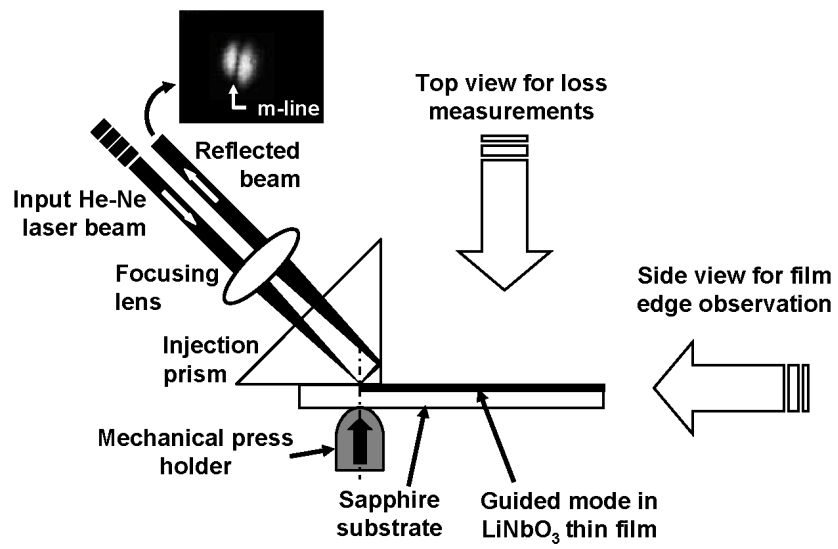 m-line
Top view for loss
measurements
Reflected
beam
Input He-Ne
laser beam
Focusing
lens
Side view for film
edge observation
Injection
prism
Mechanical press
holder
Sapphire
substrate
Guided mode in
LiNbO₃ thin film